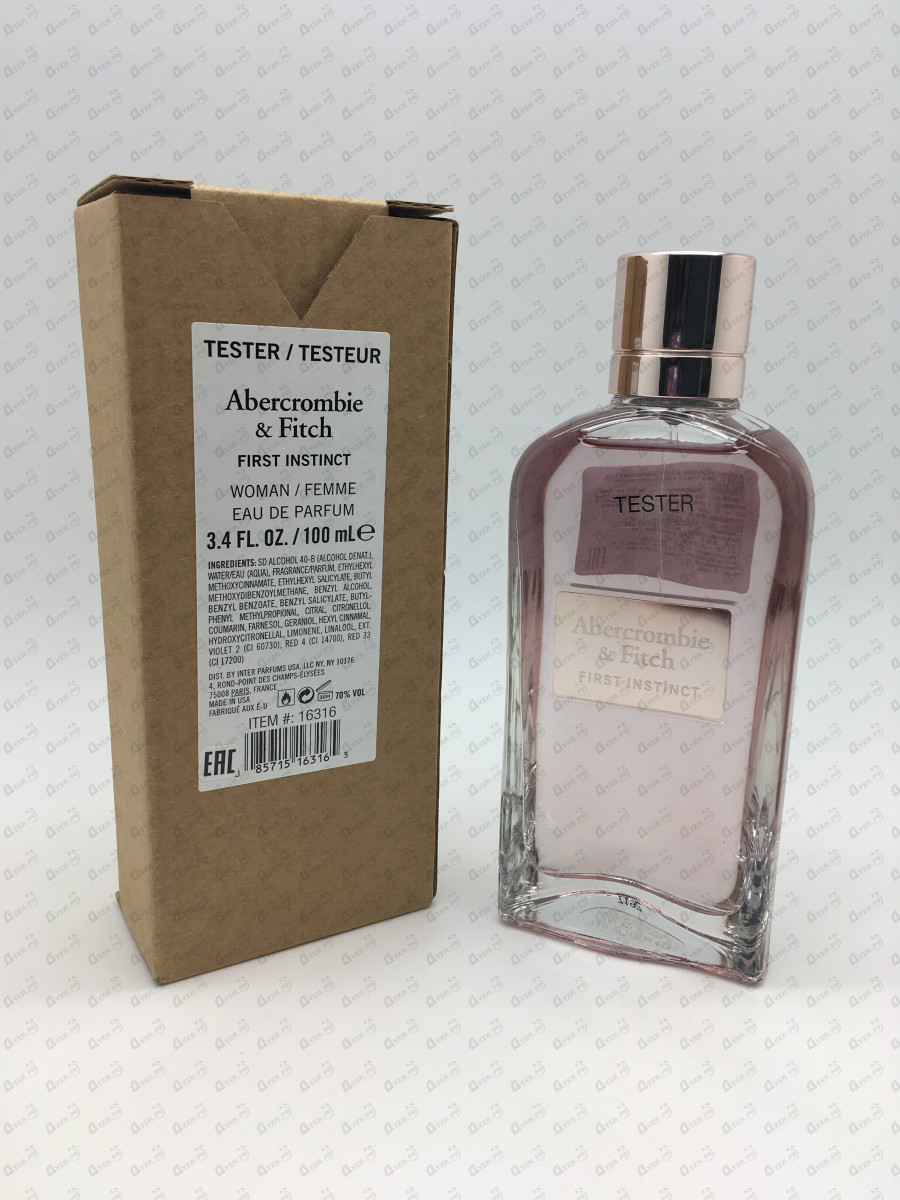 TESTER / TESTEUR
Abercrombie
& Fitch
FIRST INSTINCT
WOMAN / FEMME
EAU DE PARFUM
3.4 FL. OZ. / 100 mL℮
INGREDIENTS: SD ALCOHOL 40-B (ALCOHOL DENAT.),
WATER/EAU (AQUA), FRAGRANCE/PARFUM, ETHYLHEXYL
METHOXYCINNAMATE, ETHYLHEXYL SALICYLATE, BUTYL
METHOXYDIBENZOYLMETHANE, BENZYL ALCOHOL,
BENZYL BENZOATE, BENZYL SALICYLATE, BUTYL-
PHENYL METHYLPROPIONAL, CITRAL, CITRONELLOL,
COUMARIN, FARNESOL, GERANIOL, HEXYL CINNAMAL,
HYDROXYCITRONELLAL, LIMONENE, LINALOOL, EXT.
VIOLET 2 (CI 60730), RED 4 (CI 14700), RED 33
(CI 17200)
DIST. BY INTER PARFUMS USA, LLC NY, NY 10176
4, ROND-POINT DES CHAMPS-ÉLYSÉES
75008 PARIS, FRANCE
MADE IN USA
FABRIQUÉ AUX É-U
36M 70% VOL
ITEM #: 16316
EAC
J 85715 16316 5
TESTER
Abercrombie
& Fitch
FIRST INSTINCT